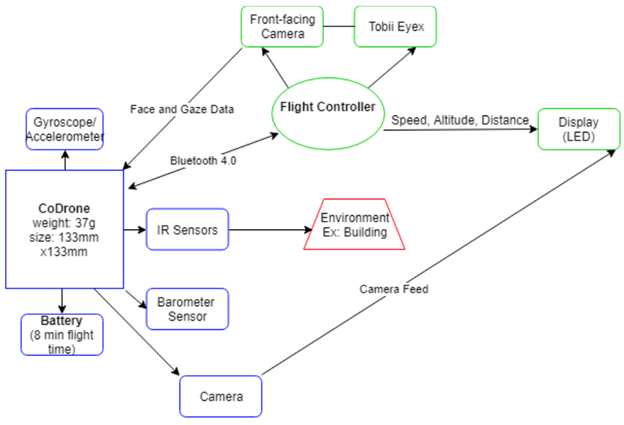 Front-facing
Camera
Tobii Eyex
Flight Controller
Face and Gaze Data
Speed, Altitude, Distance
Display
(LED)
Gyroscope/
Accelerometer
Bluetooth 4.0
CoDrone
weight: 37g
size: 133mm
x133mm
IR Sensors
Environment
Ex: Building
Camera Feed
Barometer
Sensor
Battery
(8 min flight
time)
Camera